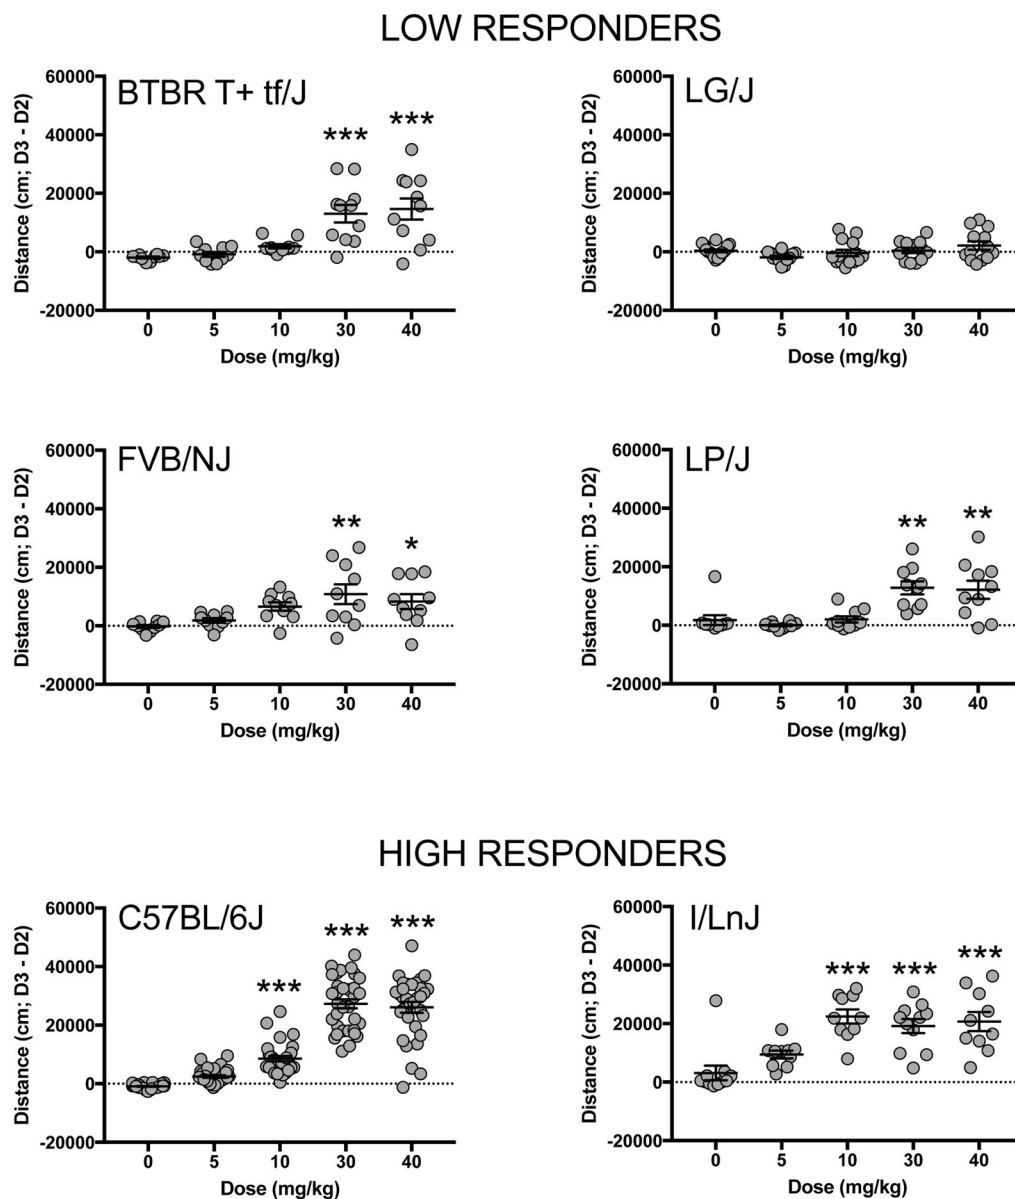 LOW RESPONDERS
BTBR T+ tf/J
Distance (cm; D3 - D2)
60000
40000
20000
0
-20000
*** ***
0 5 10 30 40
Dose (mg/kg)
LG/J
Distance (cm; D3 - D2)
60000
40000
20000
0
-20000
0 5 10 30 40
Dose (mg/kg)
FVB/NJ
Distance (cm; D3 - D2)
60000
40000
20000
0
-20000
** *
0 5 10 30 40
Dose (mg/kg)
LP/J
Distance (cm; D3 - D2)
60000
40000
20000
0
-20000
** **
0 5 10 30 40
Dose (mg/kg)
HIGH RESPONDERS
C57BL/6J
Distance (cm; D3 - D2)
60000
40000
20000
0
-20000
*** *** ***
0 5 10 30 40
Dose (mg/kg)
I/LnJ
Distance (cm; D3 - D2)
60000
40000
20000
0
-20000
*** *** ***
0 5 10 30 40
Dose (mg/kg)